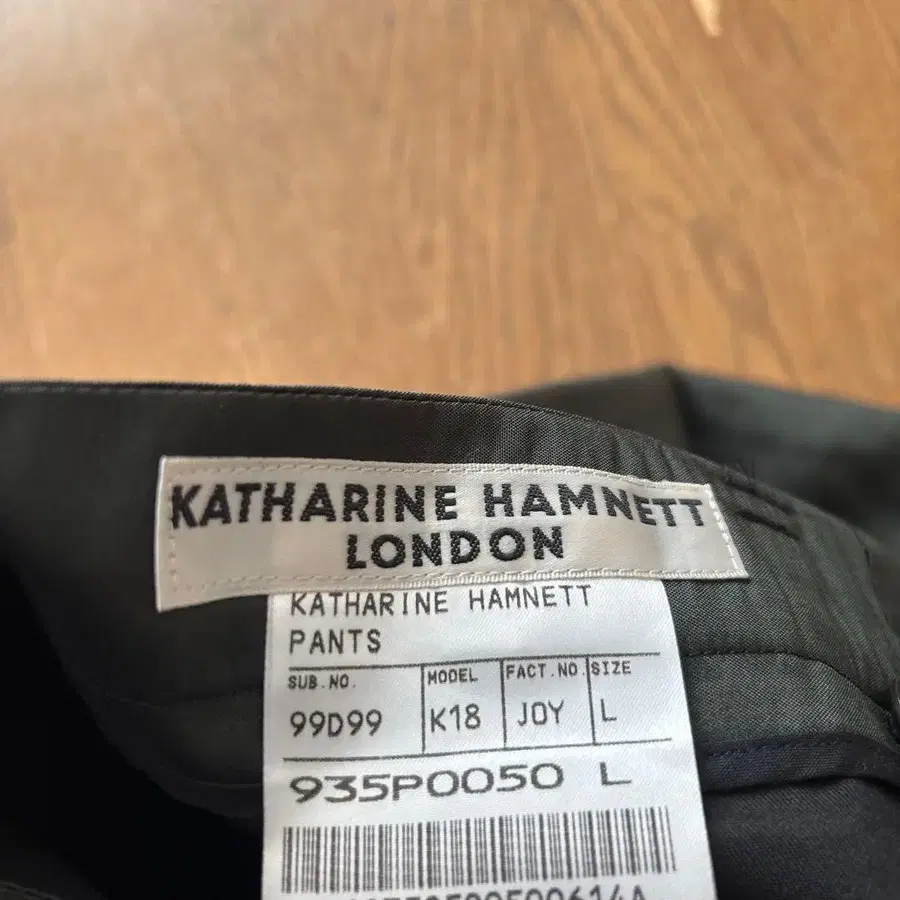 KATHARINE HAMNETT
LONDON
KATHARINE HAMNETT
PANTS
SUB.NO. MODEL FACT.NO. SIZE
99D99 K18 JOY L
935P0050 L